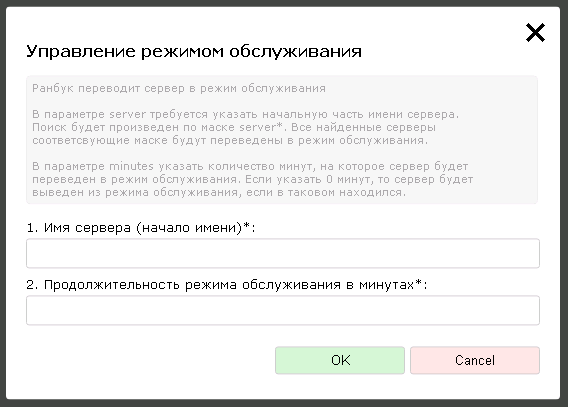 Управление режимом обслуживания
Ранбук переводит сервер в режим обслуживания
В параметре server требуется указать начальную часть имени сервера.
Поиск будет произведен по маске server*. Все найденные серверы
соответсвующие маске будут переведены в режим обслуживания.
В параметре minutes указать количество минут, на которое сервер будет
переведен в режим обслуживания. Если указать 0 минут, то сервер будет
выведен из режима обслуживания, если в таковом находился.
1. Имя сервера (начало имени)*:
2. Продолжительность режима обслуживания в минутах*:
OK
Cancel